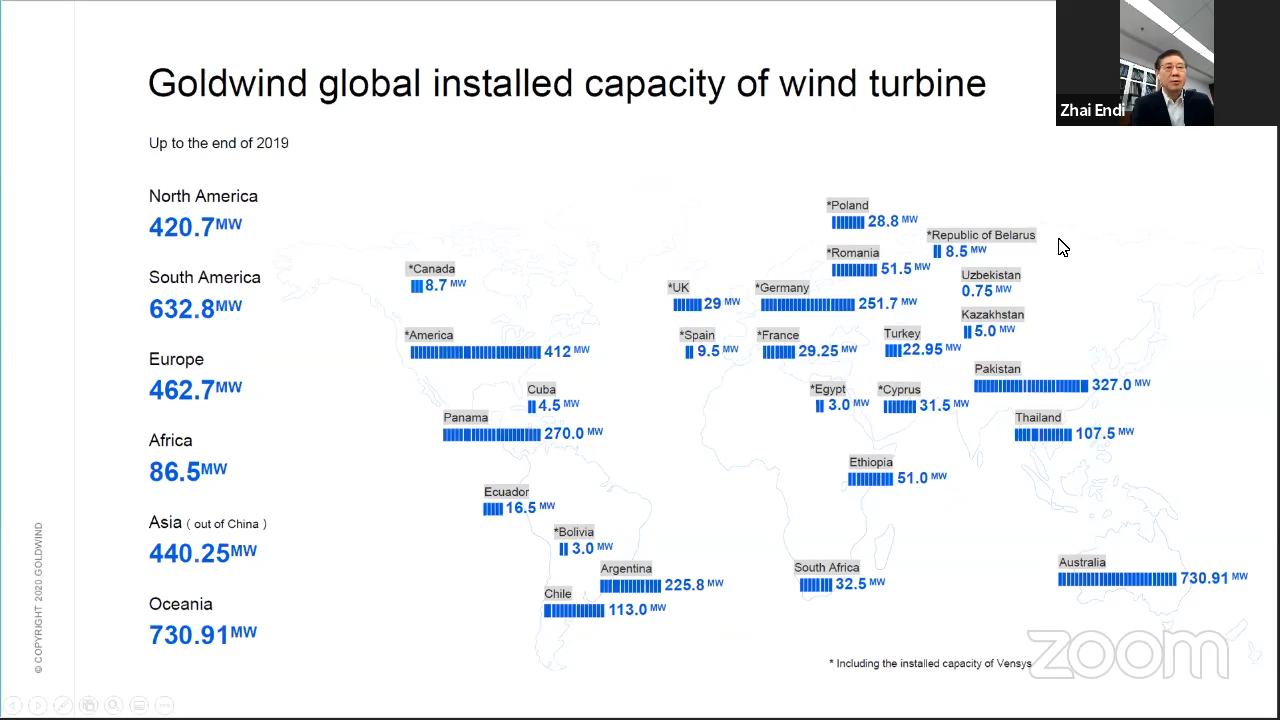 Goldwind global installed capacity of wind turbine
Zhai Endi
Up to the end of 2019
North America
420.7MW
South America
632.8MW
Europe
462.7MW
Africa
86.5MW
Asia ( out of China )
440.25MW
Oceania
730.91MW
*Poland
28.8 MW
*Republic of Belarus
8.5 MW
*Romania
51.5 MW
*Canada
8.7 MW
Uzbekistan
0.75 MW
*UK
29 MW
*Germany
251.7 MW
Kazakhstan
5.0 MW
*America
412 MW
*Spain
9.5 MW
*France
29.25 MW
Turkey
22.95 MW
Pakistan
327.0 MW
Cuba
4.5 MW
*Egypt
3.0 MW
*Cyprus
31.5 MW
Panama
270.0 MW
Thailand
107.5 MW
Ethiopia
51.0 MW
Ecuador
16.5 MW
*Bolivia
3.0 MW
Argentina
225.8 MW
South Africa
32.5 MW
Australia
730.91 MW
Chile
113.0 MW
* Including the installed capacity of Vensys
zoom
© COPYRIGHT 2020 GOLDWIND